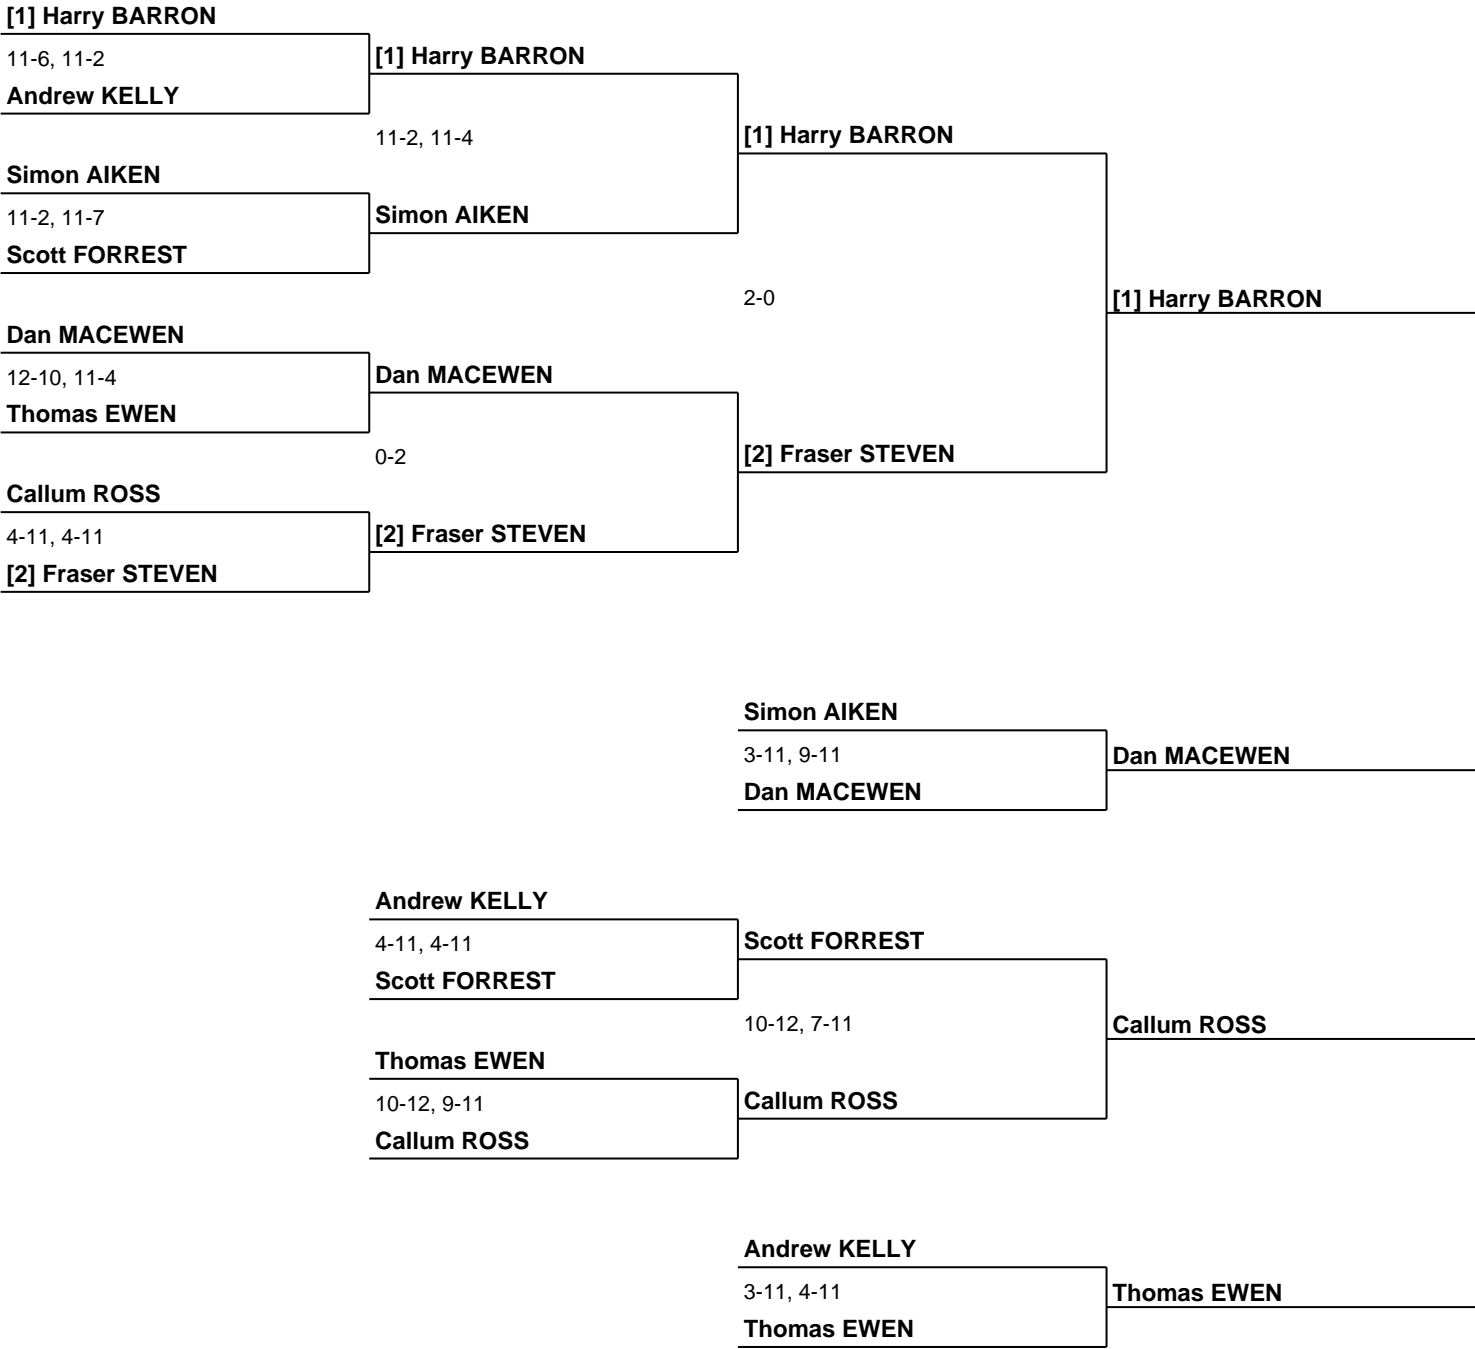 [1] Harry BARRON
11-6, 11-2
[1] Harry BARRON
Andrew KELLY
11-2, 11-4
[1] Harry BARRON
Simon AIKEN
11-2, 11-7
Simon AIKEN
Scott FORREST
2-0
[1] Harry BARRON
Dan MACEWEN
12-10, 11-4
Dan MACEWEN
Thomas EWEN
0-2
[2] Fraser STEVEN
Callum ROSS
4-11, 4-11
[2] Fraser STEVEN
[2] Fraser STEVEN
Simon AIKEN
3-11, 9-11
Dan MACEWEN
Dan MACEWEN
Andrew KELLY
4-11, 4-11
Scott FORREST
Scott FORREST
10-12, 7-11
Callum ROSS
Thomas EWEN
10-12, 9-11
Callum ROSS
Callum ROSS
Andrew KELLY
3-11, 4-11
Thomas EWEN
Thomas EWEN